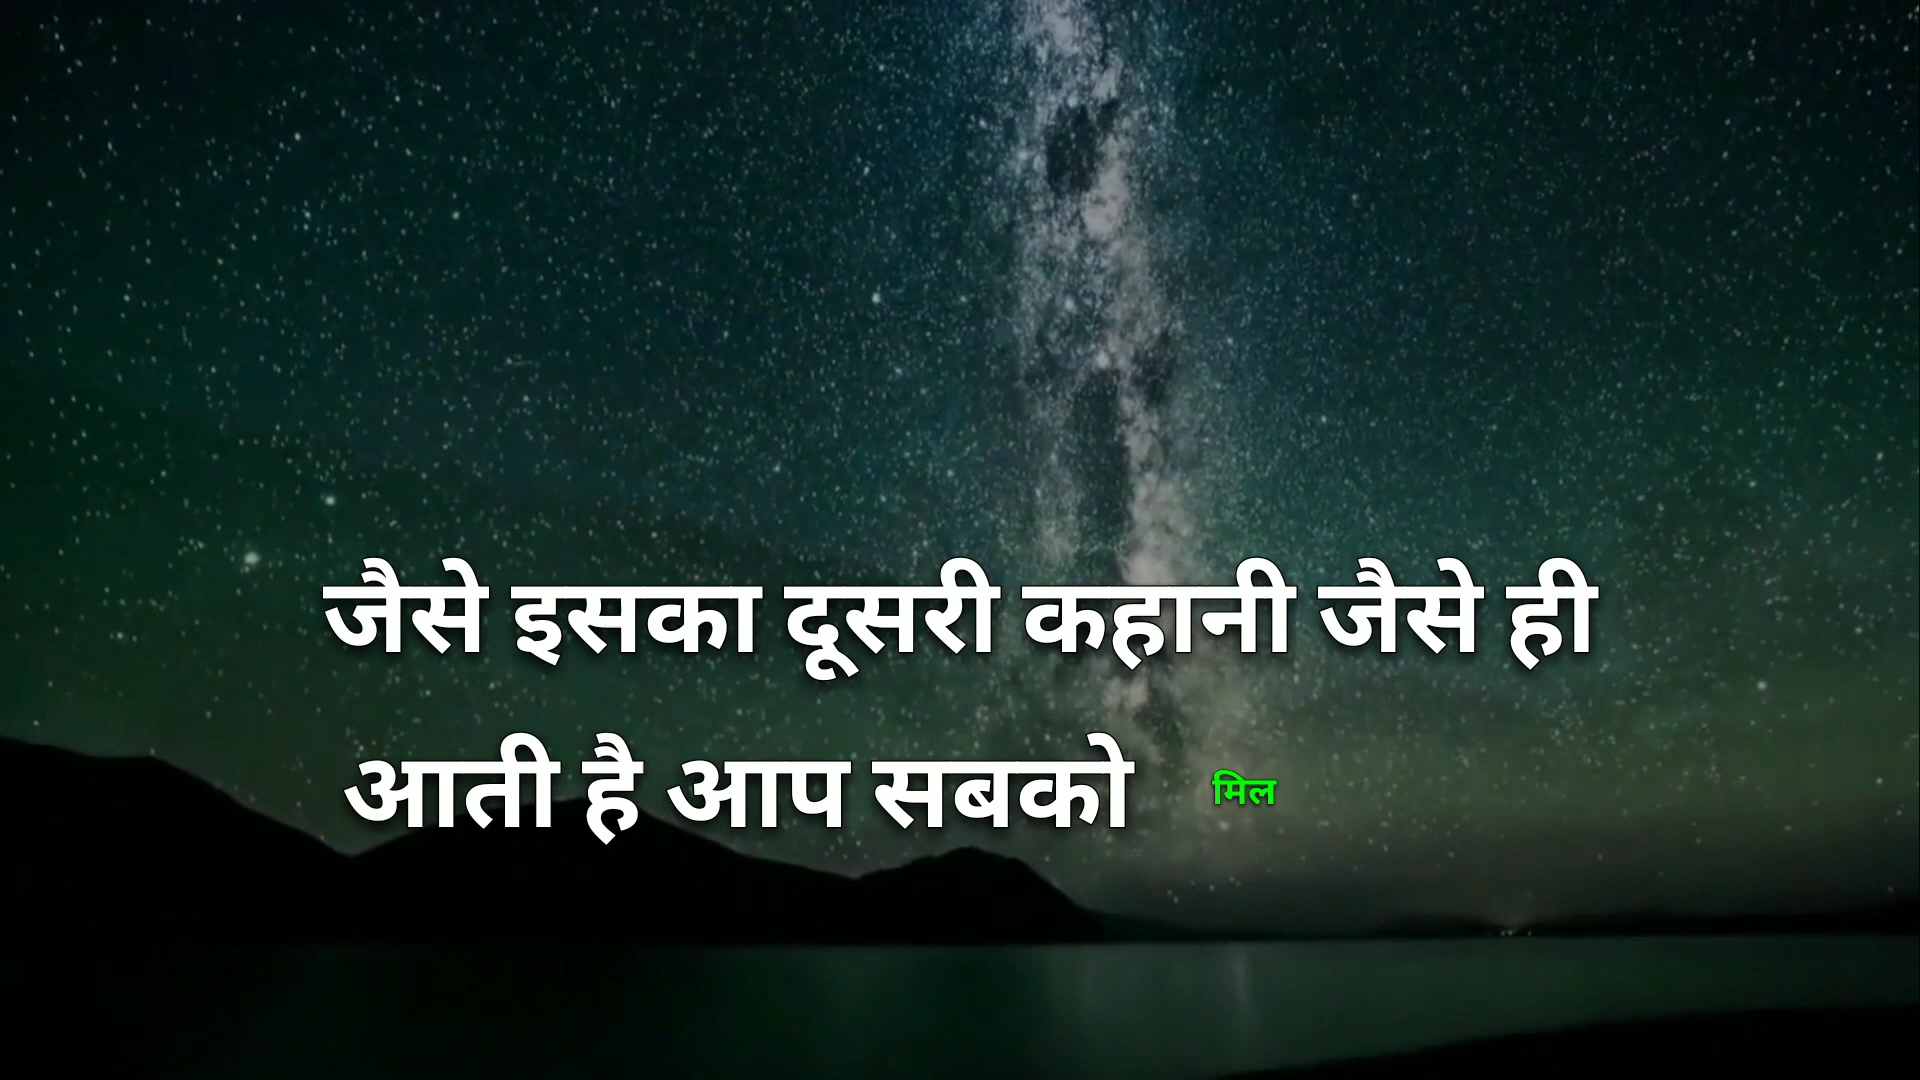 जैसे इसका दूसरी कहानी जैसे ही
आती है आप सबको मिल